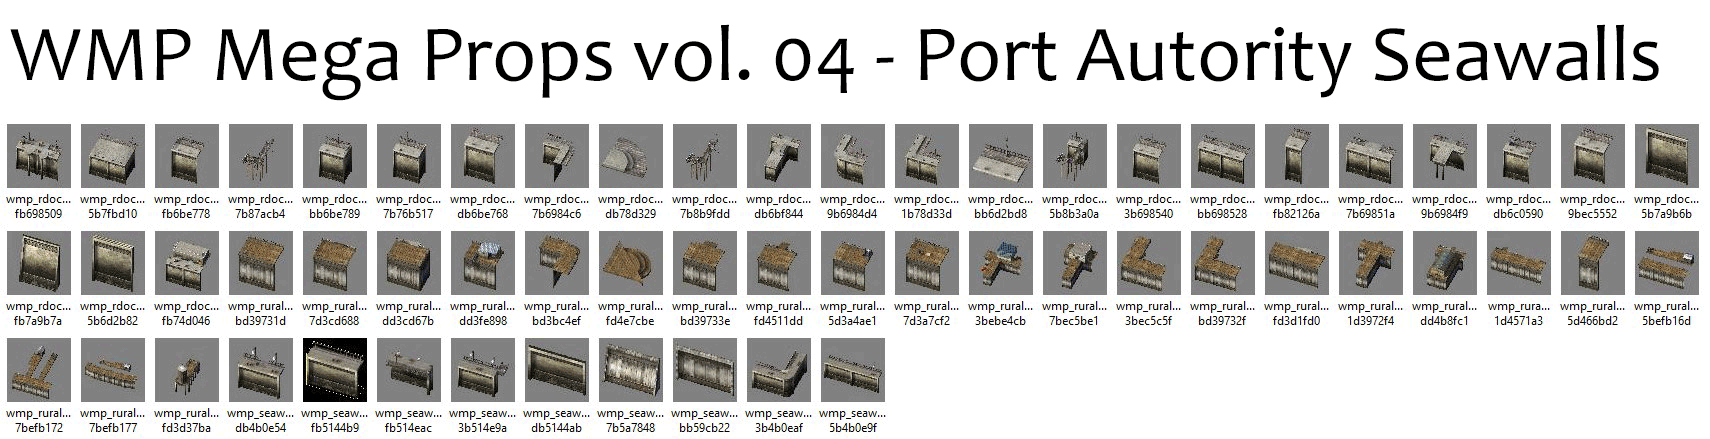 WMP Mega Props vol. 04 - Port Autority Seawalls
wmp_rdoc... wmp_rdoc... wmp_rdoc... wmp_rdoc... wmp_rdoc... wmp_rdoc... wmp_rdoc... wmp_rdoc... wmp_rdoc... wmp_rdoc... wmp_rdoc... wmp_rdoc... wmp_rdoc... wmp_rdoc... wmp_rdoc... wmp_rdoc... wmp_rdoc... wmp_rdoc... wmp_rdoc... wmp_rdoc... wmp_rdoc... wmp_rdoc... wmp_rdoc...
fb698509 5b7fbd10 fb6be778 7b87acb4 bb6be789 7b76b517 db6be768 7b6984c6 db78d329 7b8b9fdd db6bf844 9b6984d4 1b78d33d bb6d2bd8 5b8b3a0a 3b698540 bb698528 fb82126a 7b69851a 9b6984f9 db6c0590 9bec5552 5b7a9b6b
wmp_rdoc... wmp_rdoc... wmp_rdoc... wmp_rural... wmp_rural... wmp_rural... wmp_rural... wmp_rural... wmp_rural... wmp_rural... wmp_rural... wmp_rural... wmp_rural... wmp_rural... wmp_rural... wmp_rural... wmp_rural... wmp_rural... wmp_rural... wmp_rural... wmp_rura... wmp_rural... wmp_rural...
fb7a9b7a 5b6d2b82 fb74d046 bd39731d 7d3cd688 dd3cd67b dd3fe898 bd3bc4ef fd4e7cbe bd39733e fd4511dd 5d3a4ae1 7d3a7cf2 3bebe4cb 7bec5be1 3bec5c5f bd39732f fd3d1fd0 1d3972f4 dd4b8fc1 1d4571a3 5d466bd2 5befb16d
wmp_rural... wmp_rural... wmp_rural... wmp_seaw... wmp_seaw... wmp_seaw... wmp_seaw... wmp_seaw... wmp_seaw... wmp_seaw... wmp_seaw... wmp_seaw...
7befb172 7befb177 fd3d37ba db4b0e54 fb5144b9 fb514eac 3b514e9a db5144ab 7b5a7848 bb59cb22 3b4b0eaf 5b4b0e9f